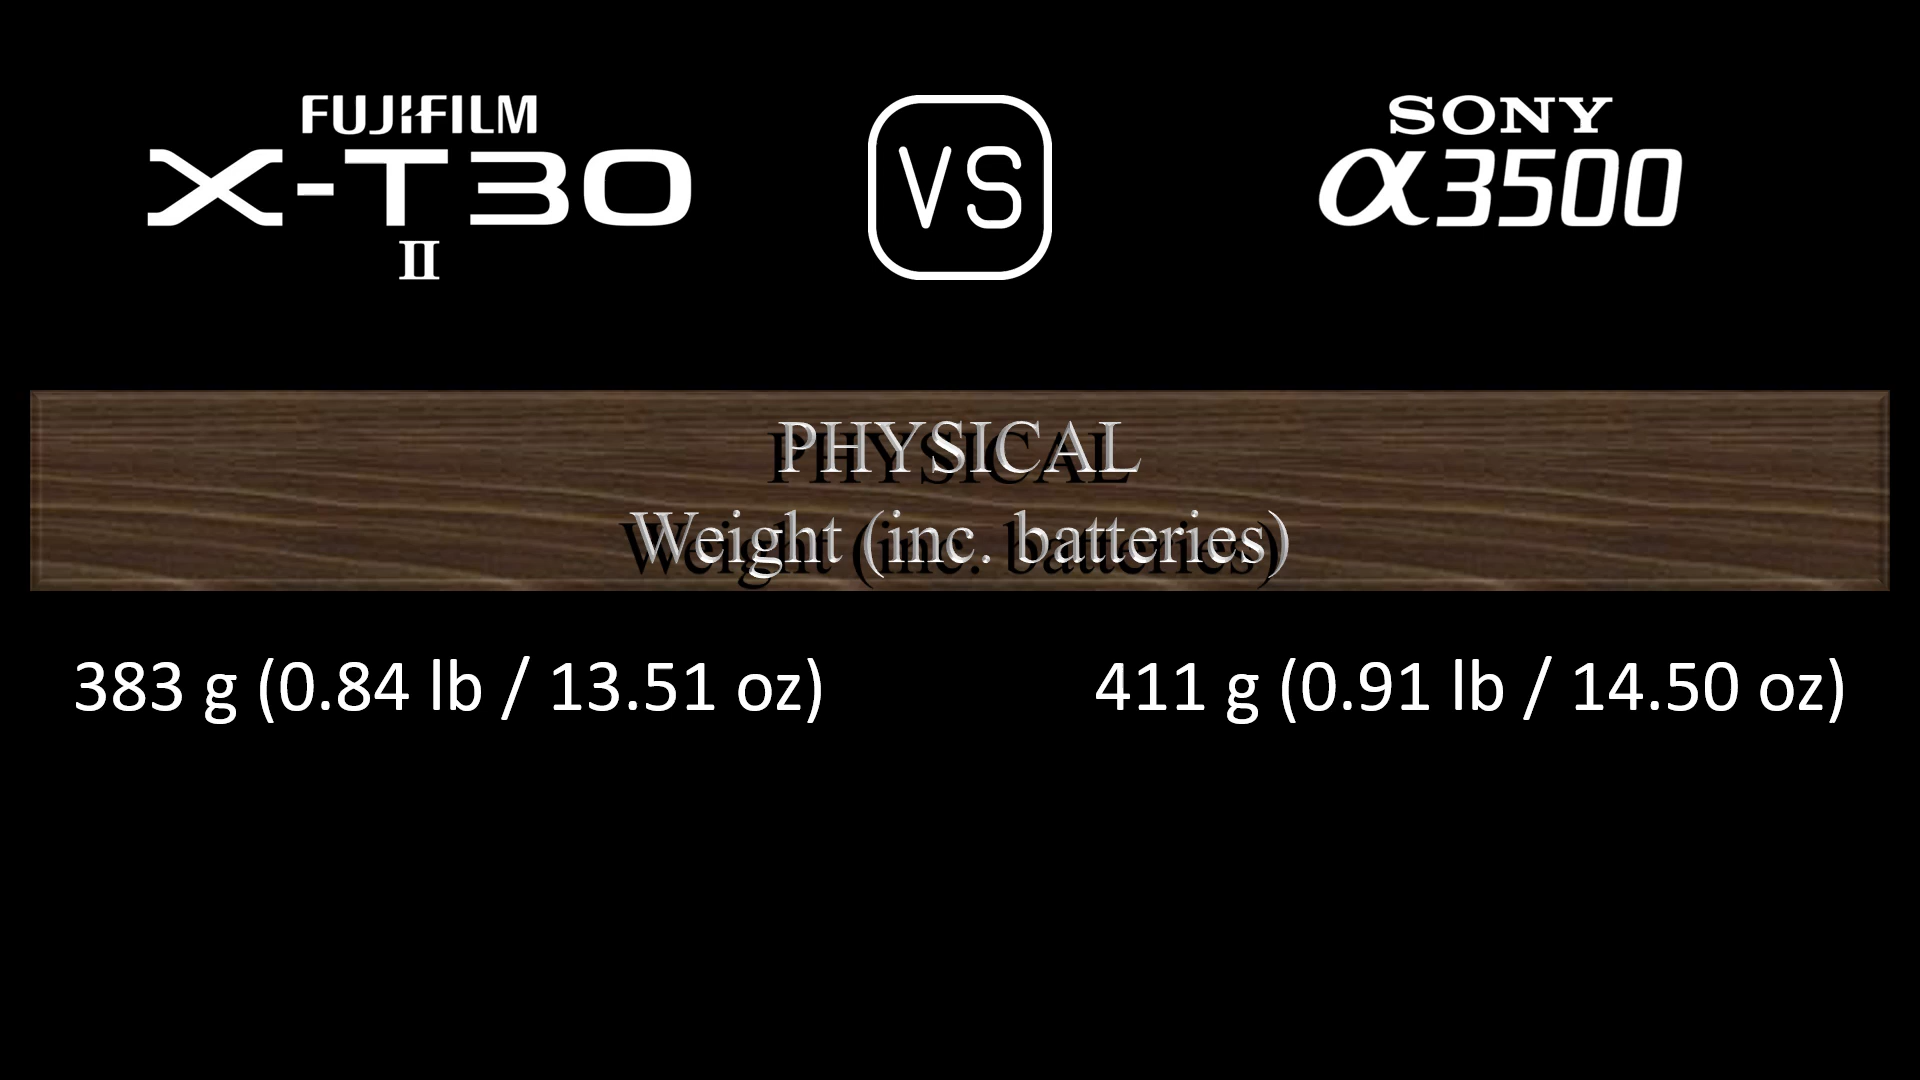 FUJIFILM
X-T30
II
VS
SONY
α3500
PHYSICAL
Weight (inc. batteries)
383 g (0.84 lb / 13.51 oz)
411 g (0.91 lb / 14.50 oz)